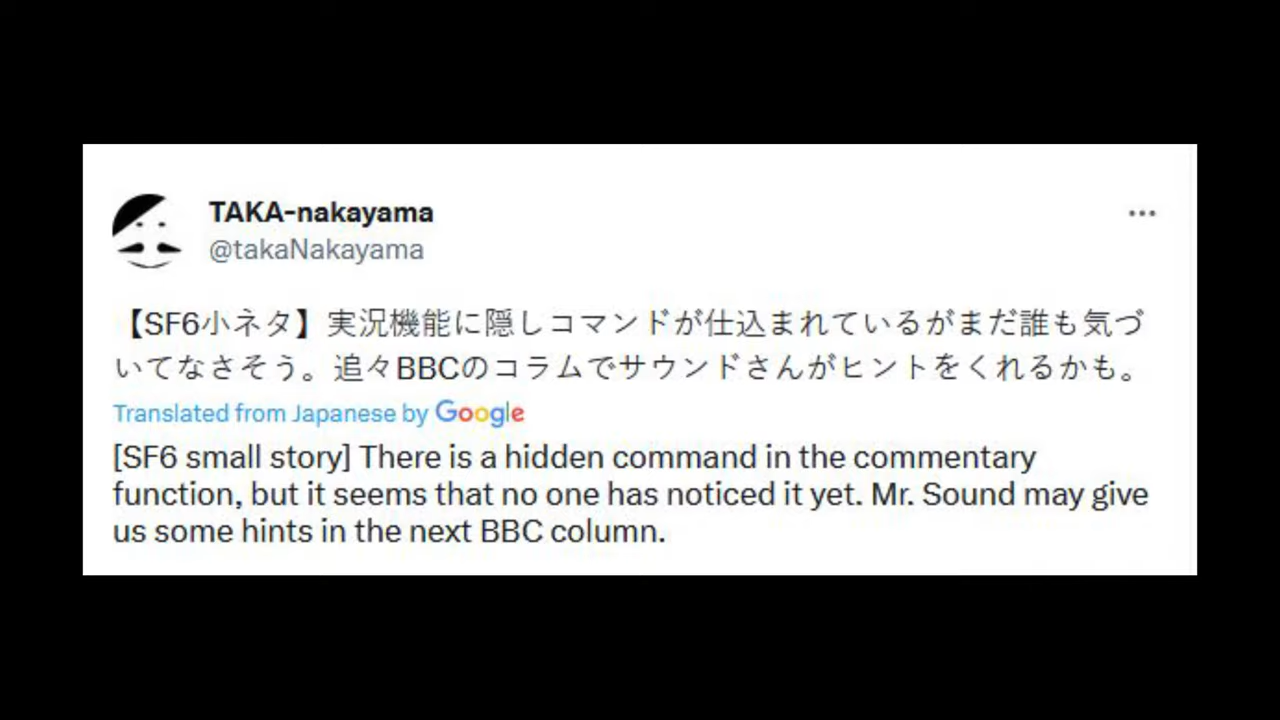 TAKA-nakayama
@takaNakayama
【SF6小ネタ】実況機能に隠しコマンドが仕込まれているがまだ誰も気づ
いてなさそう。追々BBCのコラムでサウンドさんがヒントをくれるかも。
Translated from Japanese by Google
[SF6 small story] There is a hidden command in the commentary
function, but it seems that no one has noticed it yet. Mr. Sound may give
us some hints in the next BBC column.